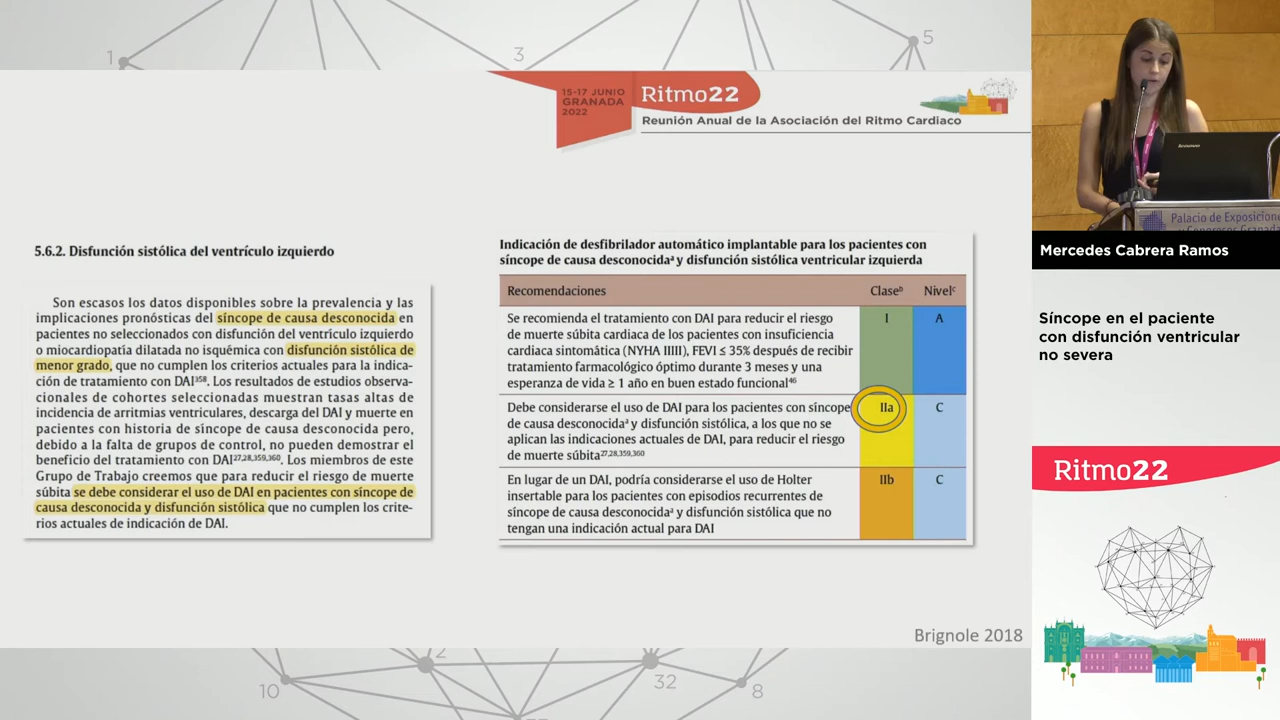 1
3
5
15-17 JUNIO
GRANADA
2022
Ritmo22
Reunión Anual de la Asociación del Ritmo Cardiaco
5.6.2. Disfunción sistólica del ventrículo izquierdo
Son escasos los datos disponibles sobre la prevalencia y las
implicaciones pronósticas del síncope de causa desconocida en
pacientes no seleccionados con disfunción del ventrículo izquierdo
o miocardiopatía dilatada no isquémica con disfunción sistólica de
menor grado, que no cumplen los criterios actuales para la indica-
ción de tratamiento con DAI358. Los resultados de estudios observa-
cionales de cohortes seleccionadas muestran tasas altas de
incidencia de arritmias ventriculares, descarga del DAI y muerte en
pacientes con historia de síncope de causa desconocida pero,
debido a la falta de grupos de control, no pueden demostrar el
beneficio del tratamiento con DAI27,28,359,360. Los miembros de este
Grupo de Trabajo creemos que para reducir el riesgo de muerte
súbita se debe considerar el uso de DAI en pacientes con síncope de
causa desconocida y disfunción sistólica que no cumplen los crite-
rios actuales de indicación de DAI.
Indicación de desfibrilador automático implantable para los pacientes con
síncope de causa desconocidaa y disfunción sistólica ventricular izquierda
Recomendaciones Claseb Nivelc
Se recomienda el tratamiento con DAI para reducir el riesgo I A
de muerte súbita cardiaca de los pacientes con insuficiencia
cardiaca sintomática (NYHA IIIIII), FEVI ≤ 35% después de recibir
tratamiento farmacológico óptimo durante 3 meses y una
esperanza de vida ≥ 1 año en buen estado funcional46
Debe considerarse el uso de DAI para los pacientes con síncope IIa C
de causa desconocidaa y disfunción sistólica, a los que no se
aplican las indicaciones actuales de DAI, para reducir el riesgo
de muerte súbita27,28,359,360
En lugar de un DAI, podría considerarse el uso de Holter IIb C
insertable para los pacientes con episodios recurrentes de
síncope de causa desconocidaa y disfunción sistólica que no
tengan una indicación actual para DAI
Brignole 2018
2
10
32
8
Lenovo
Palacio de Exposicione
y Congresos Granada
Mercedes Cabrera Ramos
Síncope en el paciente
con disfunción ventricular
no severa
Ritmo22